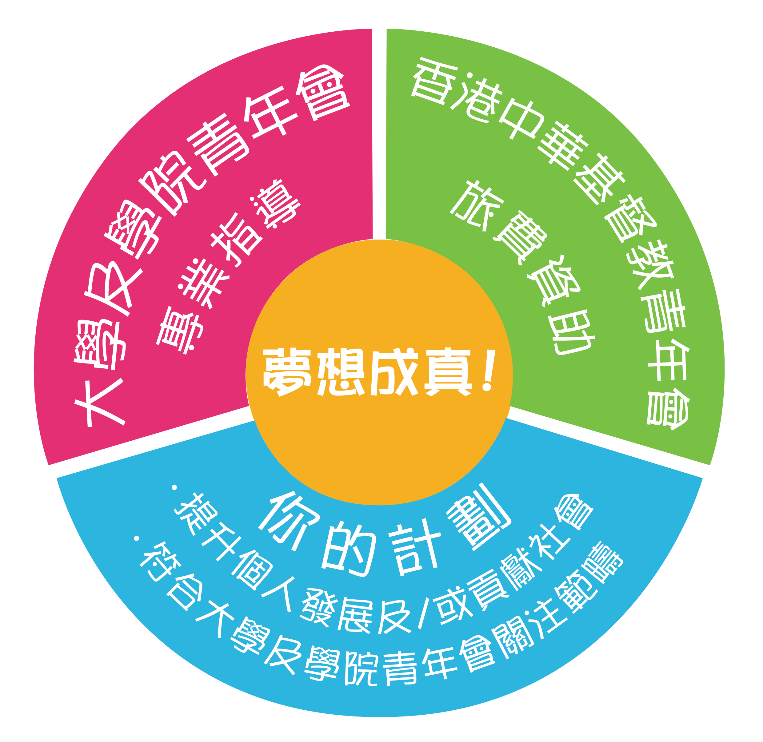 大學及學院青年會
專業指導
香港中華基督教青年會
旅費資助
夢想成真!
你的計劃
·提升個人發展及/或貢獻社會
·符合大學及學院青年會關注範疇